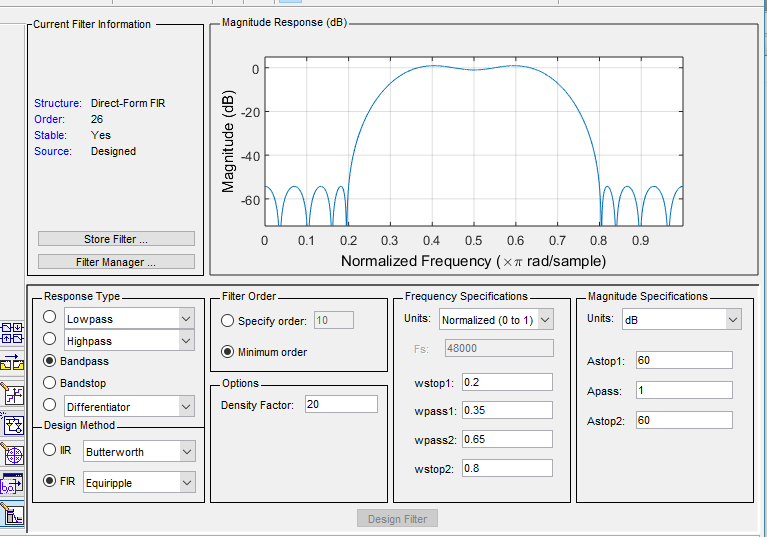 Current Filter Information
Structure: Direct-Form FIR
Order: 26
Stable: Yes
Source: Designed
Store Filter ...
Filter Manager ...
Magnitude Response (dB)
Magnitude (dB)
0
-20
-40
-60
0 0.1 0.2 0.3 0.4 0.5 0.6 0.7 0.8 0.9
Normalized Frequency (×π rad/sample)
Response Type
Lowpass
Highpass
Bandpass
Bandstop
Differentiator
Design Method
IIR Butterworth
FIR Equiripple
Filter Order
Specify order: 10
Minimum order
Options
Density Factor: 20
Frequency Specifications
Units: Normalized (0 to 1)
Fs: 48000
wstop1: 0.2
wpass1: 0.35
wpass2: 0.65
wstop2: 0.8
Magnitude Specifications
Units: dB
Astop1: 60
Apass: 1
Astop2: 60
Design Filter